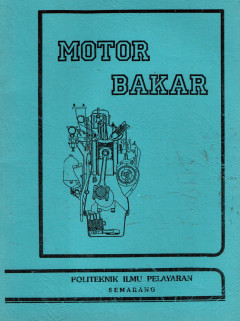 MOTOR
BAKAR
POLITEKNIK ILMU PELAYARAN
SEMARANG